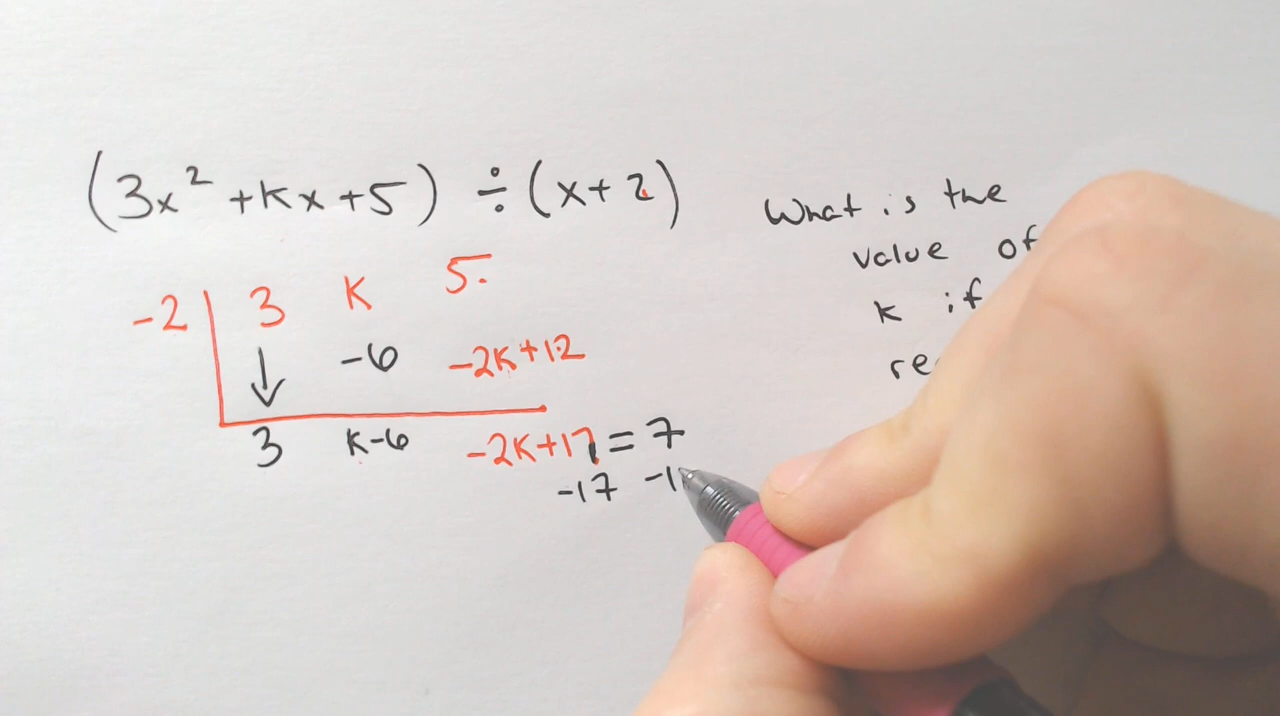 (3x² + kx + 5) ÷ (x + 2)
What is the
value of
k if
-2 3 k 5.
↓ -6 -2k+12
3 k-6 -2k+17 = 7
-17 -1